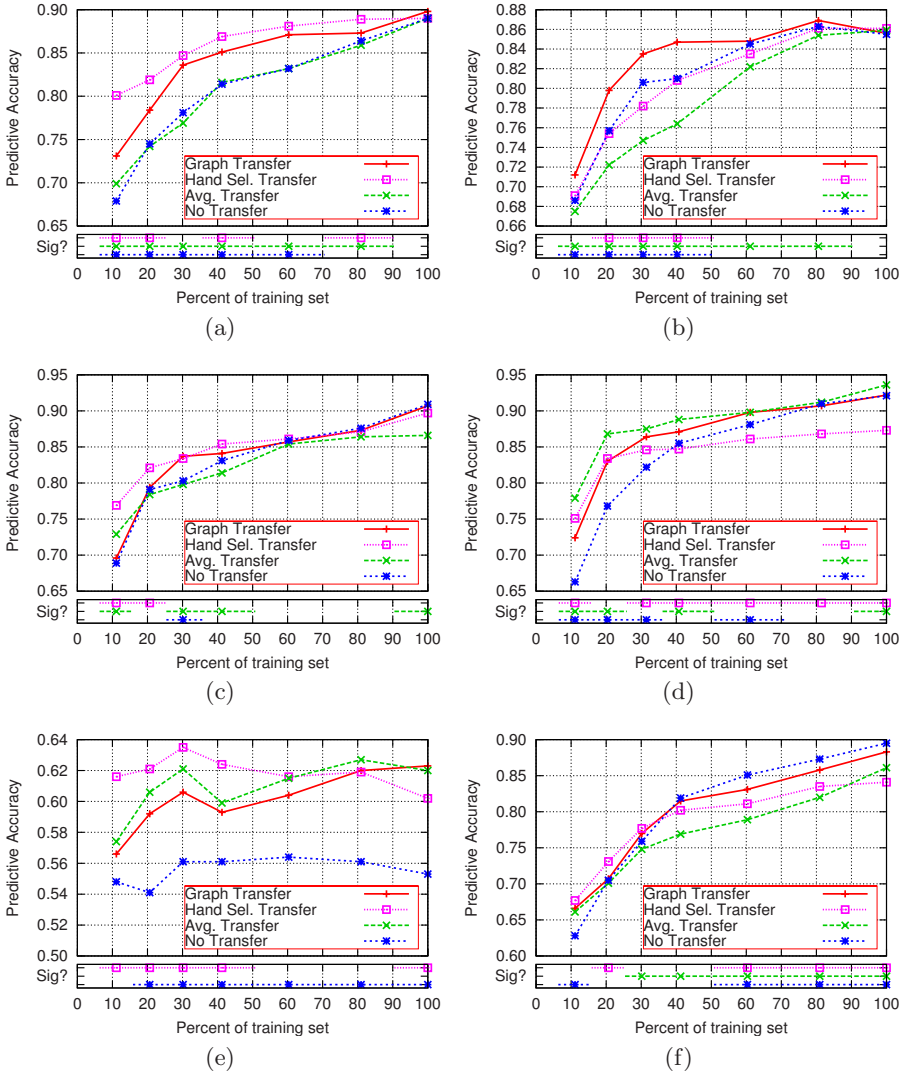 0.90
0.85
0.80
0.75
0.70
0.65
Predictive Accuracy
Graph Transfer
Hand Sel. Transfer
Avg. Transfer
No Transfer
Sig?
0 10 20 30 40 50 60 70 80 90 100
Percent of training set
(a)
0.88
0.86
0.84
0.82
0.80
0.78
0.76
0.74
0.72
0.70
0.68
0.66
Predictive Accuracy
Graph Transfer
Hand Sel. Transfer
Avg. Transfer
No Transfer
Sig?
0 10 20 30 40 50 60 70 80 90 100
Percent of training set
(b)
0.95
0.90
0.85
0.80
0.75
0.70
0.65
Predictive Accuracy
Graph Transfer
Hand Sel. Transfer
Avg. Transfer
No Transfer
Sig?
0 10 20 30 40 50 60 70 80 90 100
Percent of training set
(c)
0.95
0.90
0.85
0.80
0.75
0.70
0.65
Predictive Accuracy
Graph Transfer
Hand Sel. Transfer
Avg. Transfer
No Transfer
Sig?
0 10 20 30 40 50 60 70 80 90 100
Percent of training set
(d)
0.64
0.62
0.60
0.58
0.56
0.54
0.52
0.50
Predictive Accuracy
Graph Transfer
Hand Sel. Transfer
Avg. Transfer
No Transfer
Sig?
0 10 20 30 40 50 60 70 80 90 100
Percent of training set
(e)
0.90
0.85
0.80
0.75
0.70
0.65
0.60
Predictive Accuracy
Graph Transfer
Hand Sel. Transfer
Avg. Transfer
No Transfer
Sig?
0 10 20 30 40 50 60 70 80 90 100
Percent of training set
(f)